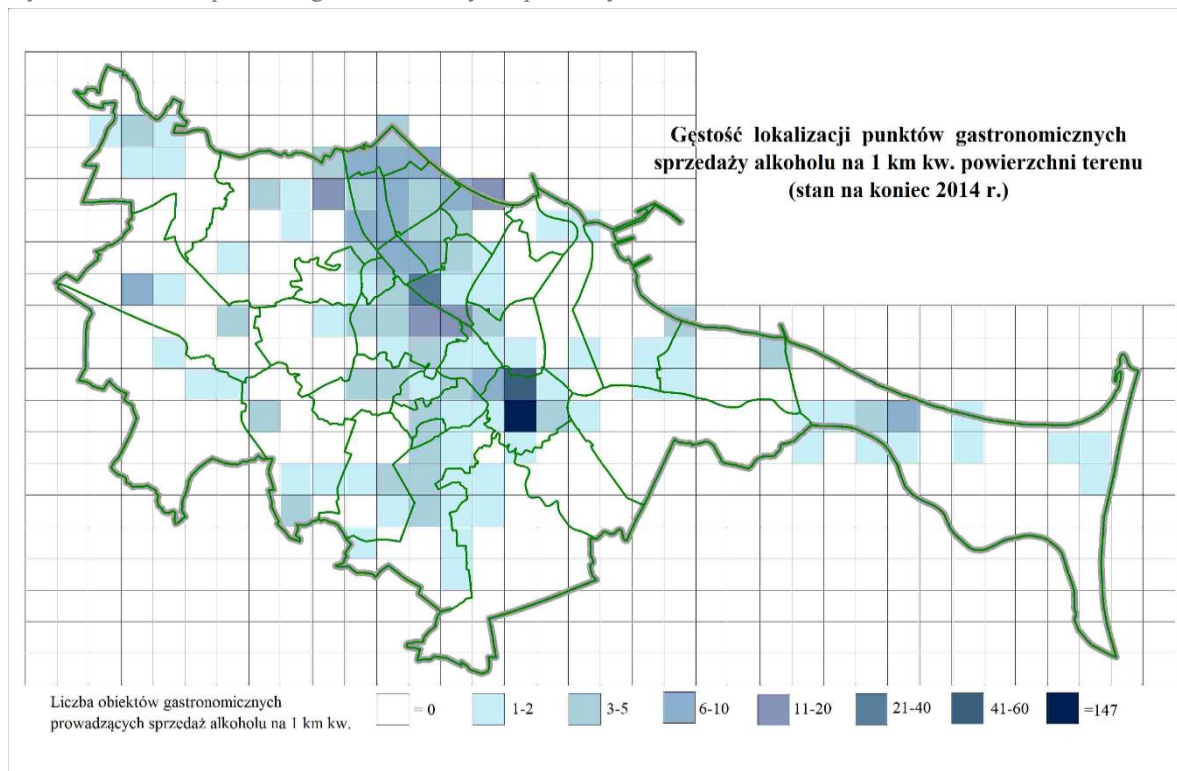 Gęstość lokalizacji punktów gastronomicznych
sprzedaży alkoholu na 1 km kw. powierzchni terenu
(stan na koniec 2014 r.)
Liczba obiektów gastronomicznych
prowadzących sprzedaż alkoholu na 1 km kw.
= 0
1-2
3-5
6-10
11-20
21-40
41-60
=147